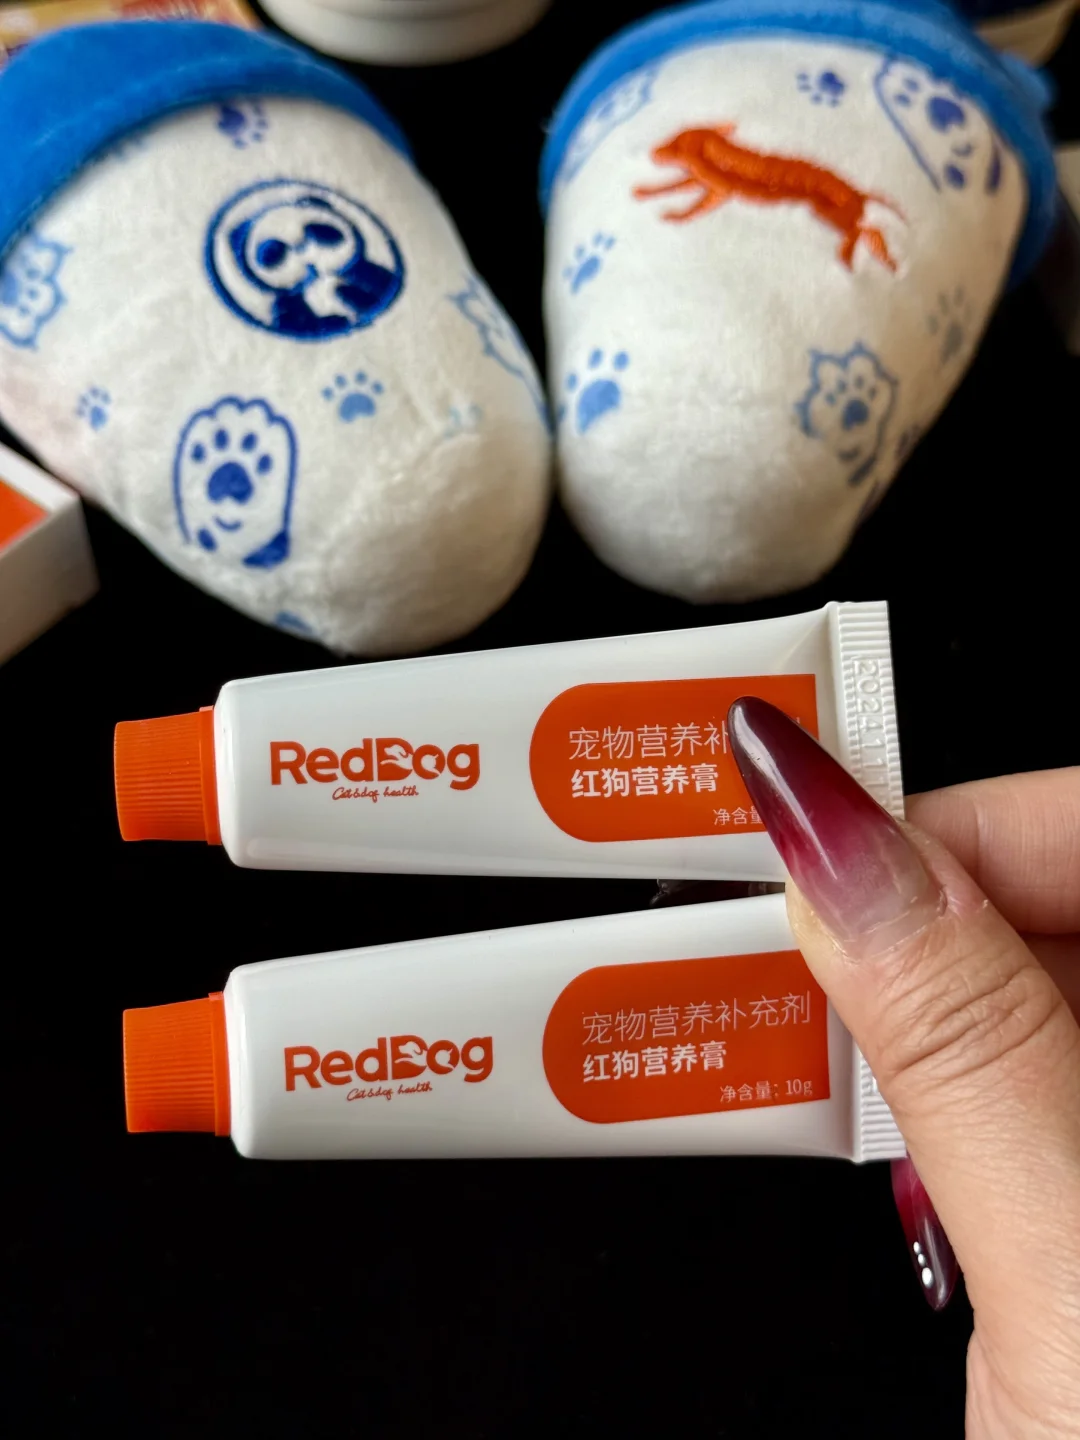 RedDog
Cat&dog health
宠物营养补
红狗营养膏
净含量
RedDog
Cat&dog health
宠物营养补充剂
红狗营养膏
净含量：10g